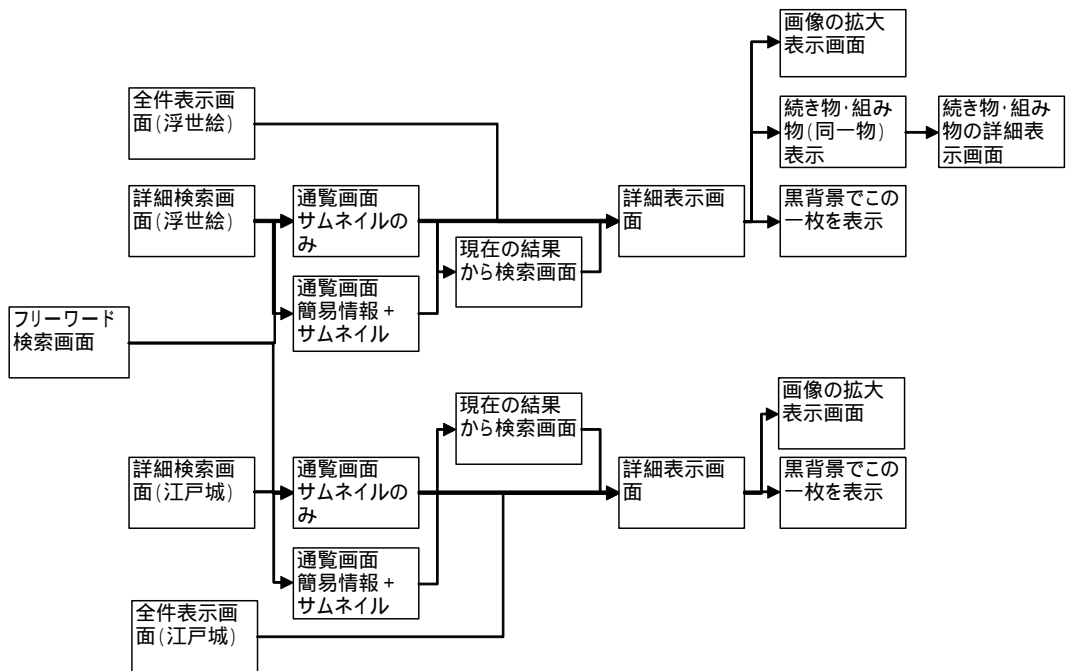 画像の拡大
表示画面
全件表示画
面(浮世絵)
続き物・組み
物(同一物)
表示
続き物・組み
物の詳細表
示画面
詳細検索画
面(浮世絵)
通覧画面
サムネイルの
み
詳細表示画
面
黒背景でこの
一枚を表示
現在の結果
から検索画面
通覧画面
簡易情報+
サムネイル
フリーワード
検索画面
現在の結果
から検索画面
画像の拡大
表示画面
詳細検索画
面(江戸城)
通覧画面
サムネイルの
み
詳細表示画
面
黒背景でこの
一枚を表示
通覧画面
簡易情報+
サムネイル
全件表示画
面(江戸城)